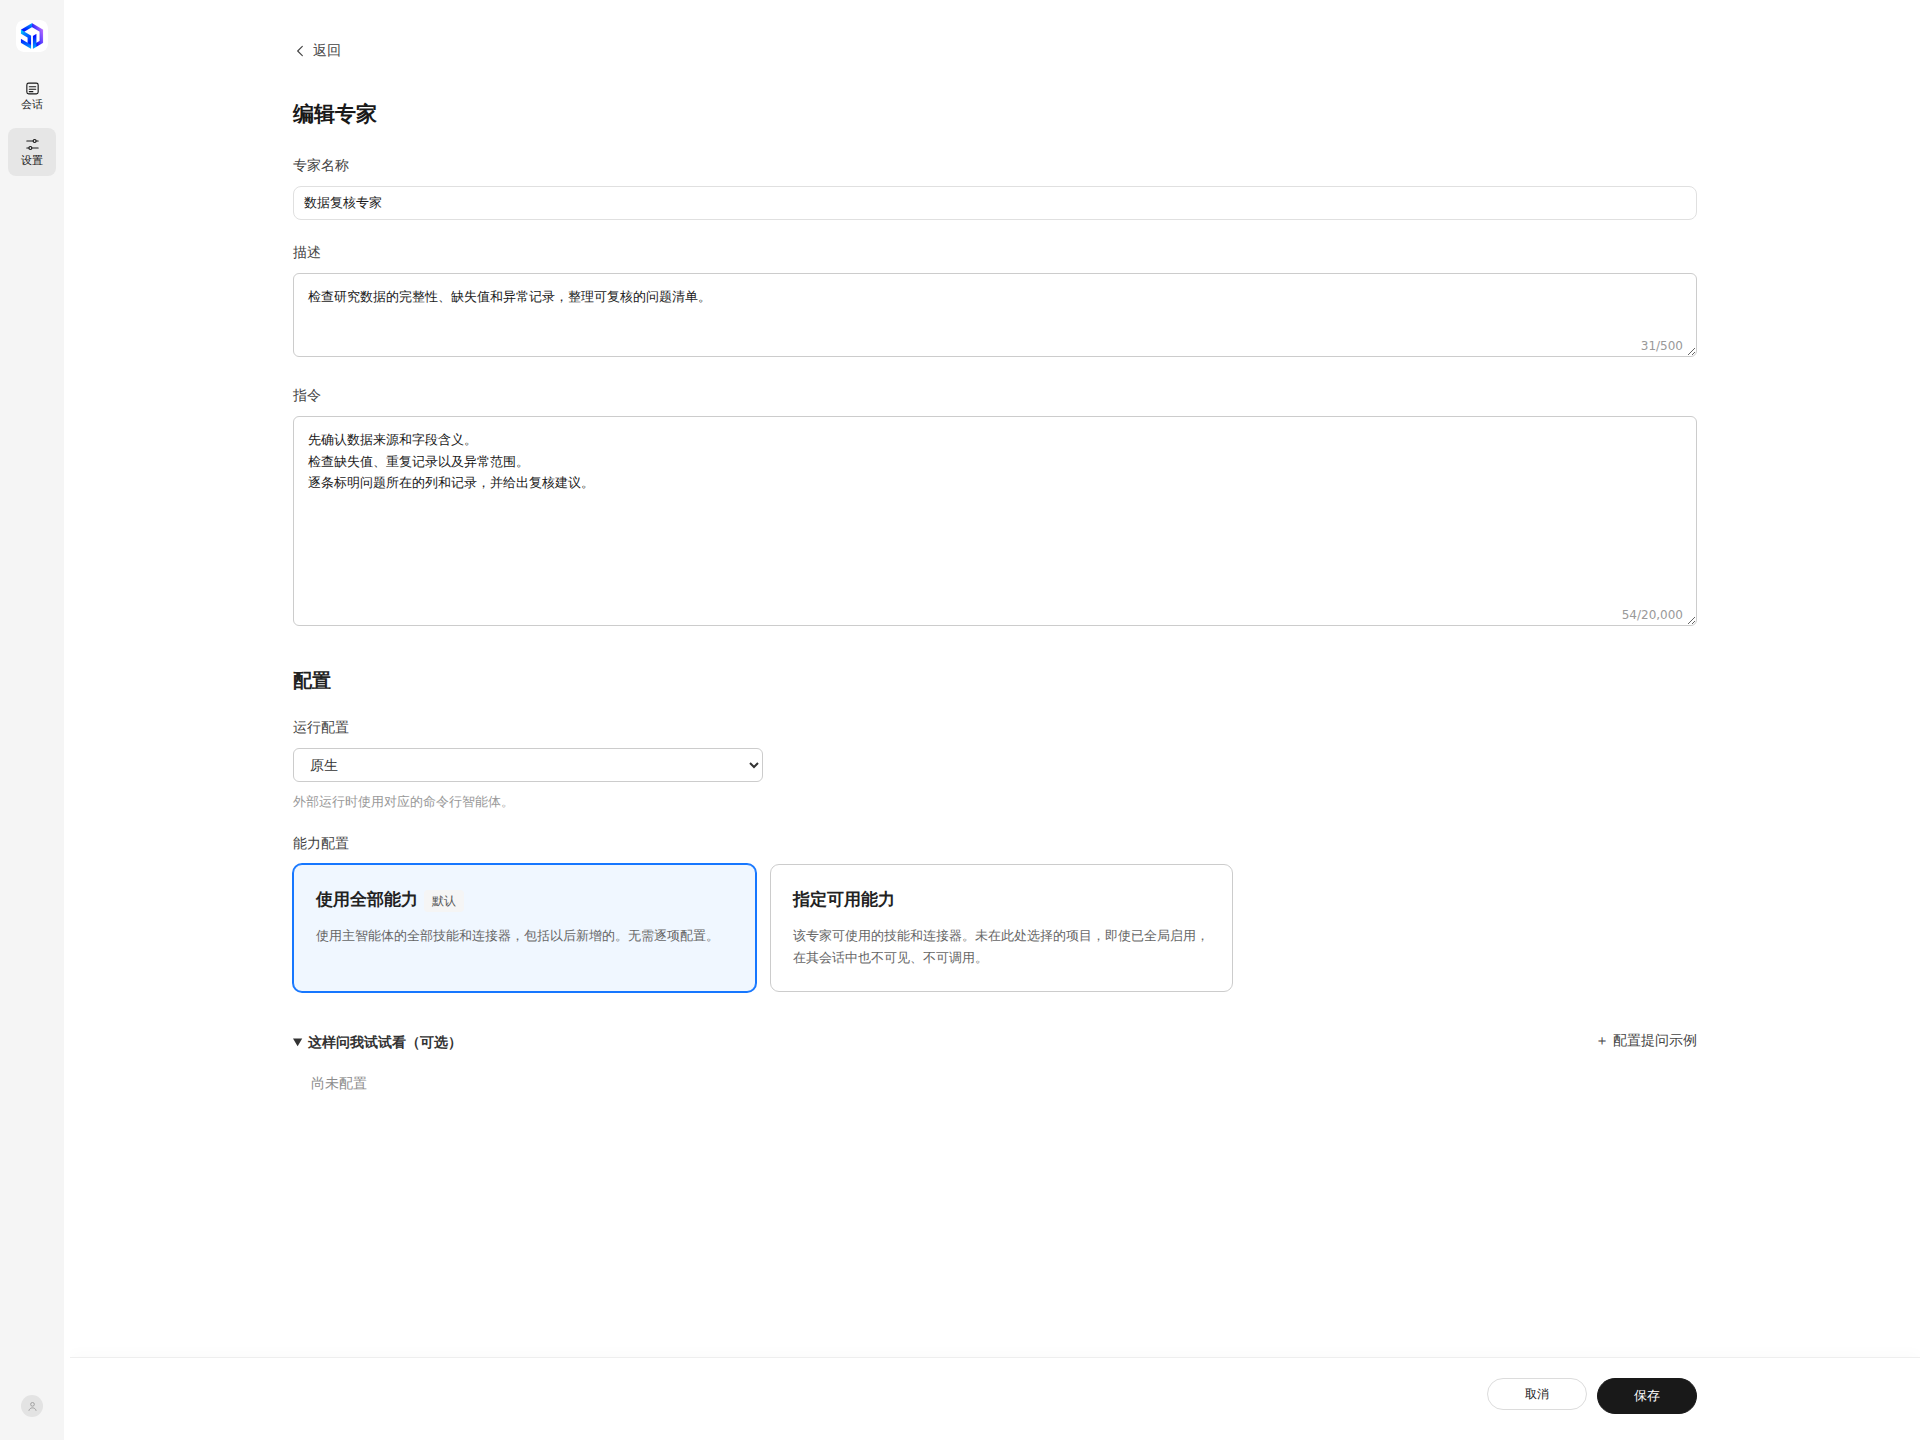 会话
设置
返回
编辑专家
专家名称
数据复核专家
描述
检查研究数据的完整性、缺失值和异常记录，整理可复核的问题清单。
31/500
指令
先确认数据来源和字段含义。
检查缺失值、重复记录以及异常范围。
逐条标明问题所在的列和记录，并给出复核建议。
54/20,000
配置
运行配置
原生
外部运行时使用对应的命令行智能体。
能力配置
使用全部能力 默认
使用主智能体的全部技能和连接器，包括以后新增的。无需逐项配置。
指定可用能力
该专家可使用的技能和连接器。未在此处选择的项目，即使已全局启用，
在其会话中也不可见、不可调用。
这样问我试试看（可选）
+ 配置提问示例
尚未配置
取消
保存